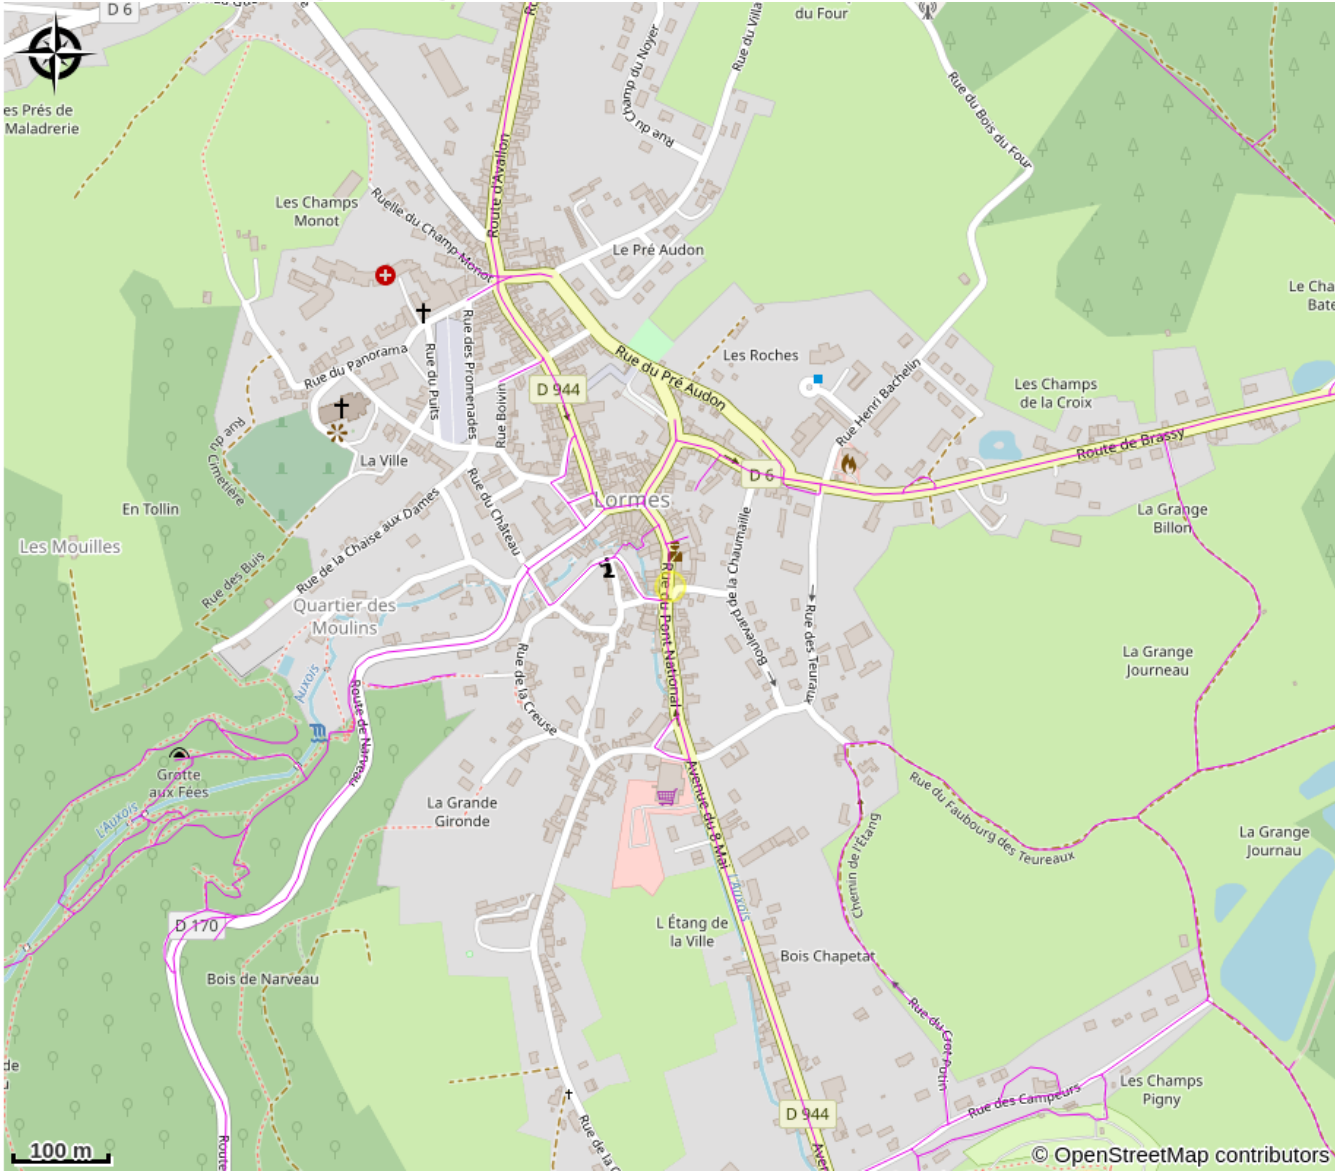 D 6
du Four
Rue du Villa
Rue du Champ du Noyer
Rue du Bois du Four
es Prés de
Maladrerie
Route d'Avallon
Les Champs
Monot
Ruelle du Champ Monot
Le Pré Audon
Le Cha
Bate
Rue du Panorama
Rue du Puits
Rue des Promenades
Rue Boivin
D 944
Rue du Pré Audon
Les Roches
Rue Henri Bachelin
Les Champs
de la Croix
Route de Brassy
Rue du
Cimetière
La Ville
D 6
En Tollin
Lormes
La Grange
Billon
Les Mouilles
Rue des Buis
Rue de la Chaise aux Dames
Rue du Château
Boulevard de la Chaumaille
Rue des Teuraux
Quartier des
Moulins
Rue du Pont National
La Grange
Journeau
Auxois
Route de Narveau
Rue de la Creuse
Grotte
aux Fées
L'Auxois
La Grande
Gironde
Avenue du 8 Mai
Rue du Faubourg des Teureaux
Chemin de l'Étang
La Grange
Journau
L'Auxois
D 170
L Étang de
la Ville
Bois Chapetat
Bois de Narveau
Rue du Crot Patin
Rue des Campeurs
Les Champs
Pigny
D 944
Route
Rue de la C
Aver
100 m
© OpenStreetMap contributors